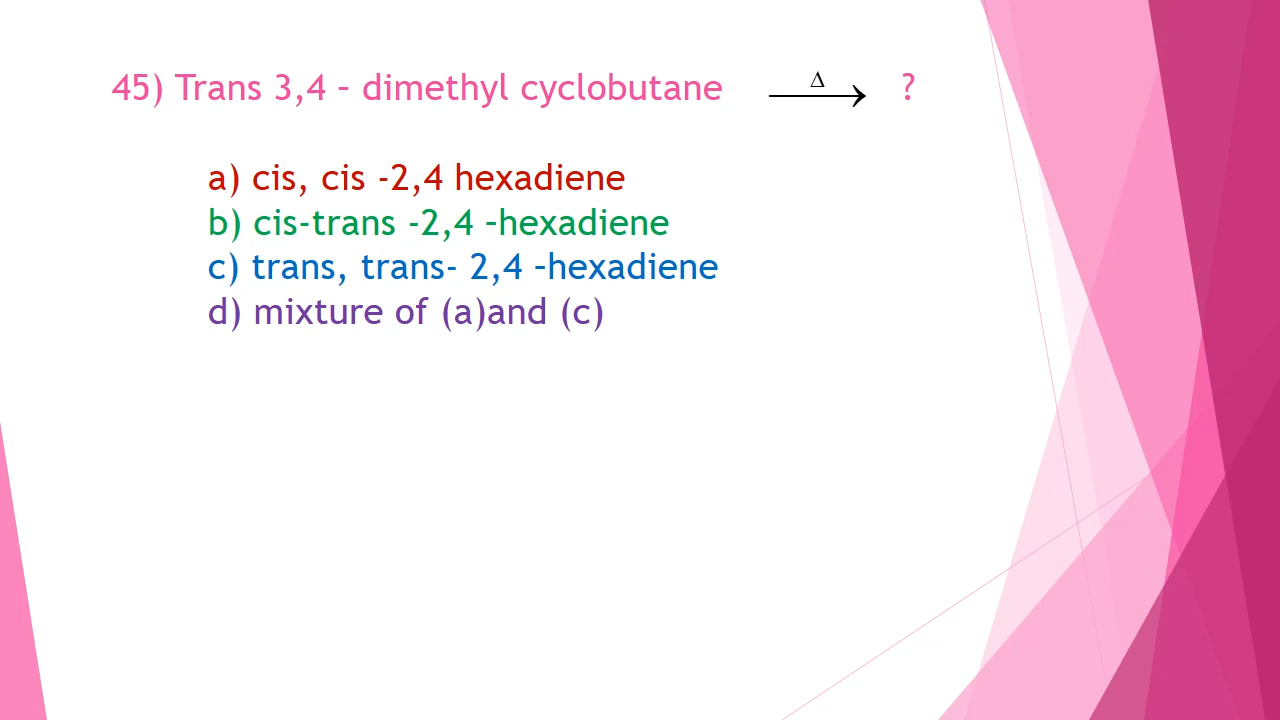 45) Trans 3,4 – dimethyl cyclobutane Δ ⟶ ?
a) cis, cis -2,4 hexadiene
b) cis-trans -2,4 –hexadiene
c) trans, trans- 2,4 –hexadiene
d) mixture of (a)and (c)